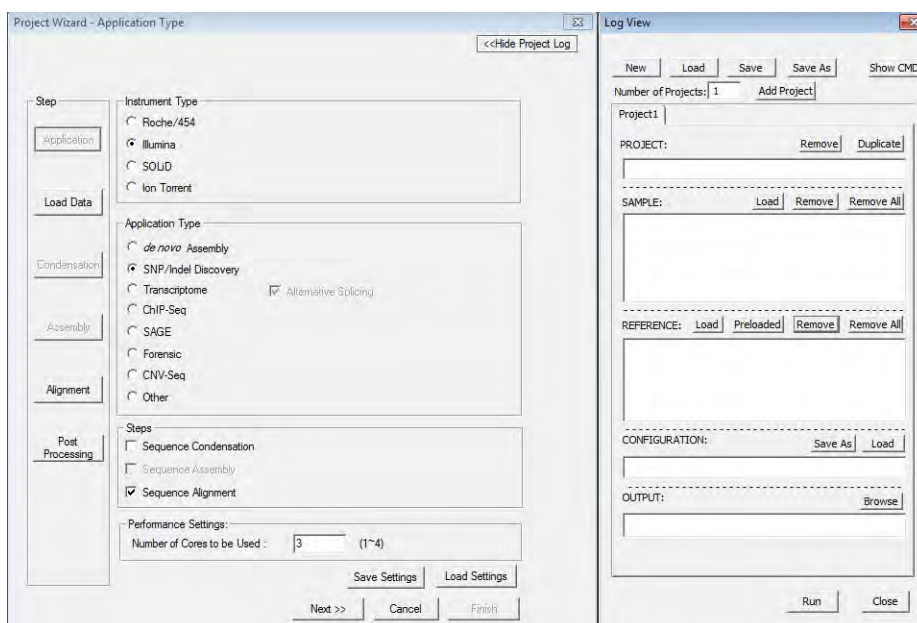 Project Wizard - Application Type
<<Hide Project Log
Step
Application
Load Data
Condensation
Assembly
Alignment
Post
Processing
Instrument Type
Roche/454
Illumina
SOLiD
Ion Torrent
Application Type
de novo Assembly
SNP/Indel Discovery
Transcriptome
Alternative Splicing
ChIP-Seq
SAGE
Forensic
CNV-Seq
Other
Steps
Sequence Condensation
Sequence Assembly
Sequence Alignment
Performance Settings:
Number of Cores to be Used : 3 (1~4)
Save Settings Load Settings
Next >> Cancel Finish
Log View
New Load Save Save As Show CMD
Number of Projects: 1 Add Project
Project1
PROJECT: Remove Duplicate
SAMPLE: Load Remove Remove All
REFERENCE: Load Preloaded Remove Remove All
CONFIGURATION: Save As Load
OUTPUT: Browse
Run Close